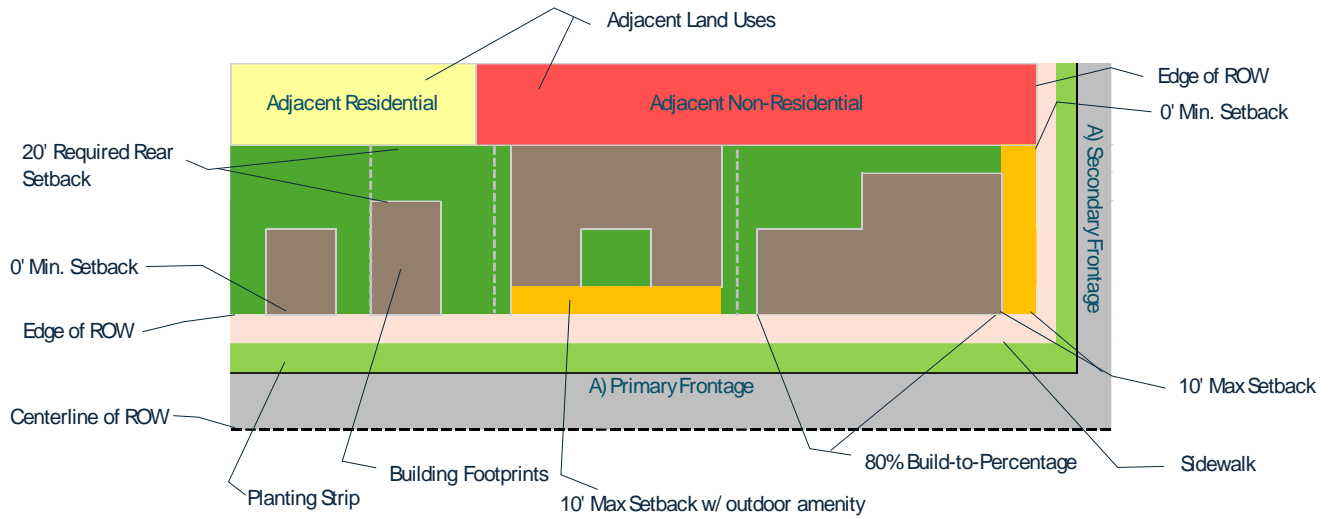 Adjacent Land Uses
Edge of ROW
Adjacent Residential
Adjacent Non-Residential
0' Min. Setback
20' Required Rear
Setback
A) Secondary Frontage
0' Min. Setback
Edge of ROW
A) Primary Frontage
10' Max Setback
Centerline of ROW
80% Build-to-Percentage
Sidewalk
Building Footprints
Planting Strip
10' Max Setback w/ outdoor amenity